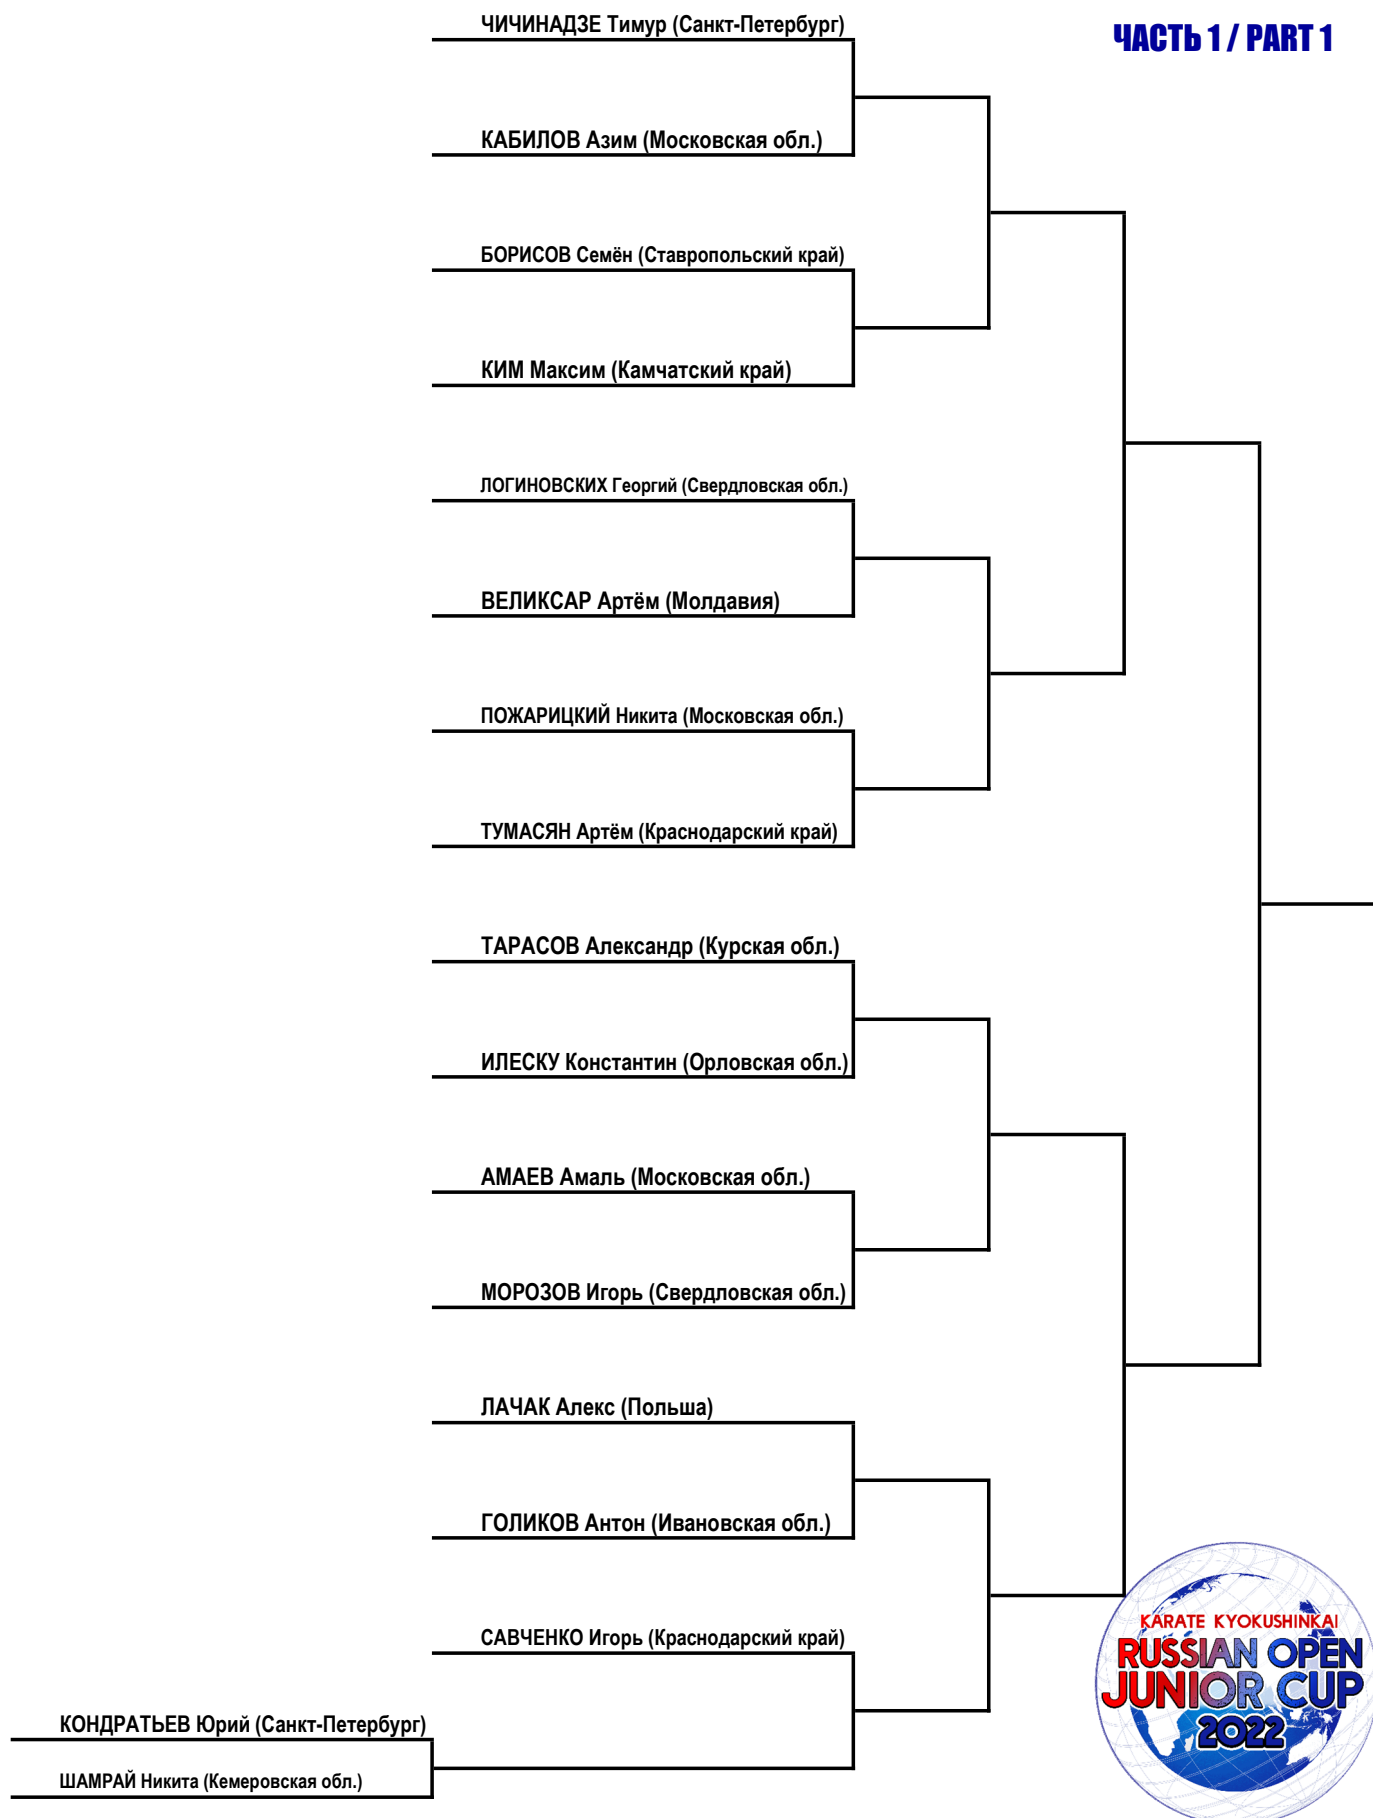 ЧИЧИНАДЗЕ Тимур (Санкт-Петербург)
ЧАСТЬ 1 / PART 1
КАБИЛОВ Азим (Московская обл.)
БОРИСОВ Семён (Ставропольский край)
КИМ Максим (Камчатский край)
ЛОГИНОВСКИХ Георгий (Свердловская обл.)
ВЕЛИКСАР Артём (Молдавия)
ПОЖАРИЦКИЙ Никита (Московская обл.)
ТУМАСЯН Артём (Краснодарский край)
ТАРАСОВ Александр (Курская обл.)
ИЛЕСКУ Константин (Орловская обл.)
АМАЕВ Амаль (Московская обл.)
МОРОЗОВ Игорь (Свердловская обл.)
ЛАЧАК Алекс (Польша)
ГОЛИКОВ Антон (Ивановская обл.)
САВЧЕНКО Игорь (Краснодарский край)
КОНДРАТЬЕВ Юрий (Санкт-Петербург)
ШАМРАЙ Никита (Кемеровская обл.)
KARATE KYOKUSHINKAI
RUSSIAN OPEN
JUNIOR CUP
2022